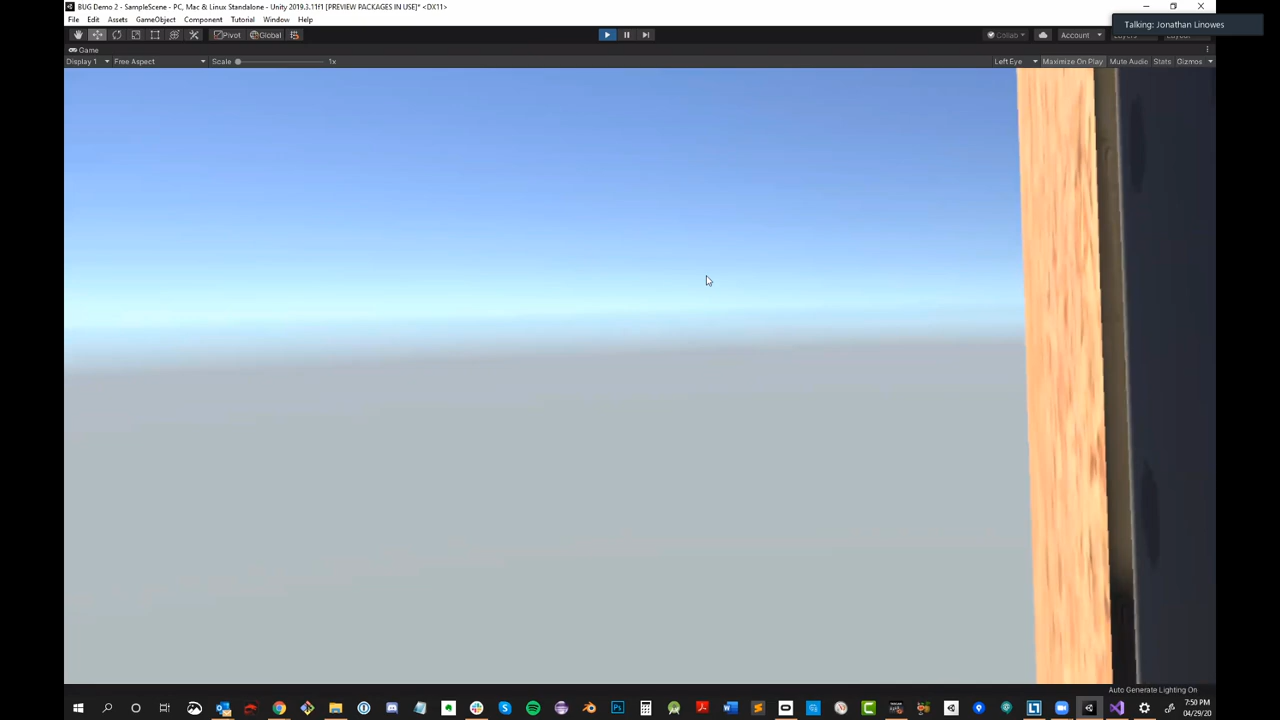 BUG Demo 2 - SampleScene - PC, Mac & Linux Standalone - Unity 2019.3.11f1 [PREVIEW PACKAGES IN USE]* <DX11>
File Edit Assets GameObject Component Tutorial Window Help
Talking: Jonathan Linowes
Pivot Global Collab Account Layers
Game
Display 1 Free Aspect Scale 1x Left Eye Maximize On Play Mute Audio Stats Gizmos
Auto Generate Lighting On
7:50 PM
04/29/20